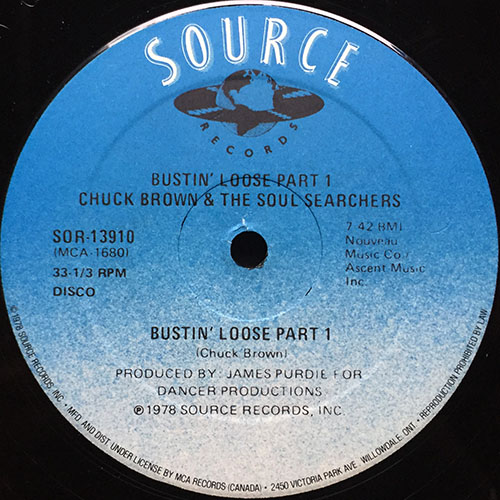 SOURCE
RECORDS
BUSTIN' LOOSE PART 1
CHUCK BROWN & THE SOUL SEARCHERS
SOR-13910
(MCA-1680)
33-1/3 RPM
DISCO
7 42 BMI
Nouveau
Music Co./
Ascent Music
Inc.
BUSTIN' LOOSE PART 1
(Chuck Brown)
PRODUCED BY: JAMES PURDIE FOR
DANCER PRODUCTIONS
℗1978 SOURCE RECORDS, INC.
©1978 SOURCE RECORDS, INC. • MFD. AND DIST. UNDER LICENSE BY MCA RECORDS (CANADA) • 2450 VICTORIA PARK AVE. WILLOWDALE, ONT. • REPRODUCTION PROHIBITED BY LAW